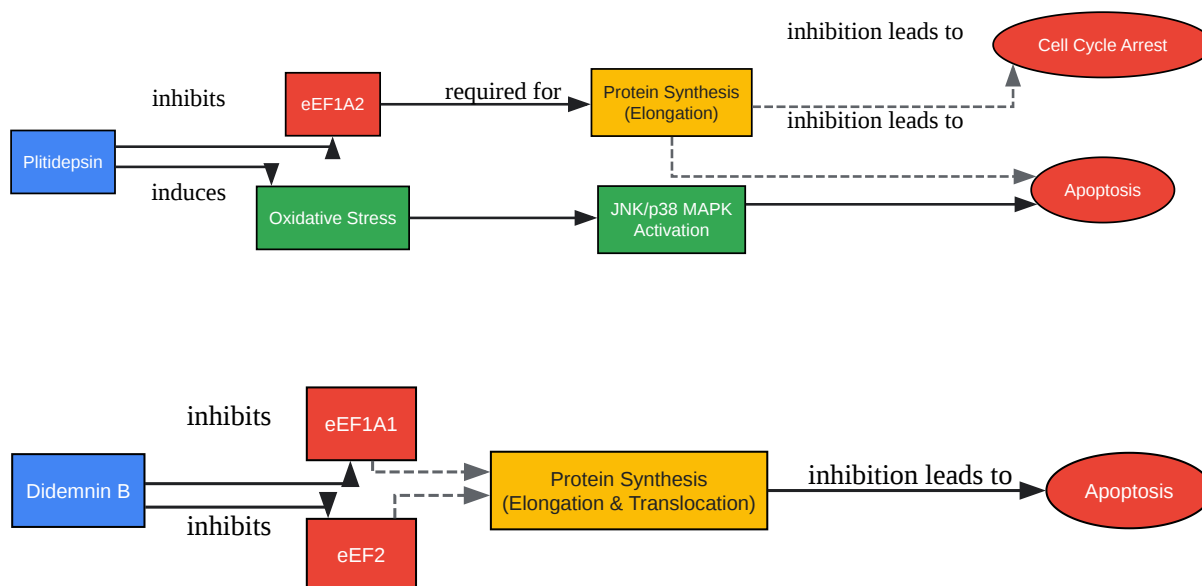 inhibition leads to
Cell Cycle Arrest
inhibits
eEF1A2
required for
Protein Synthesis
(Elongation)
inhibition leads to
Plitidepsin
induces
Oxidative Stress
JNK/p38 MAPK
Activation
Apoptosis
inhibits
eEF1A1
Didemnin B
Protein Synthesis
(Elongation & Translocation)
inhibition leads to
Apoptosis
inhibits
eEF2